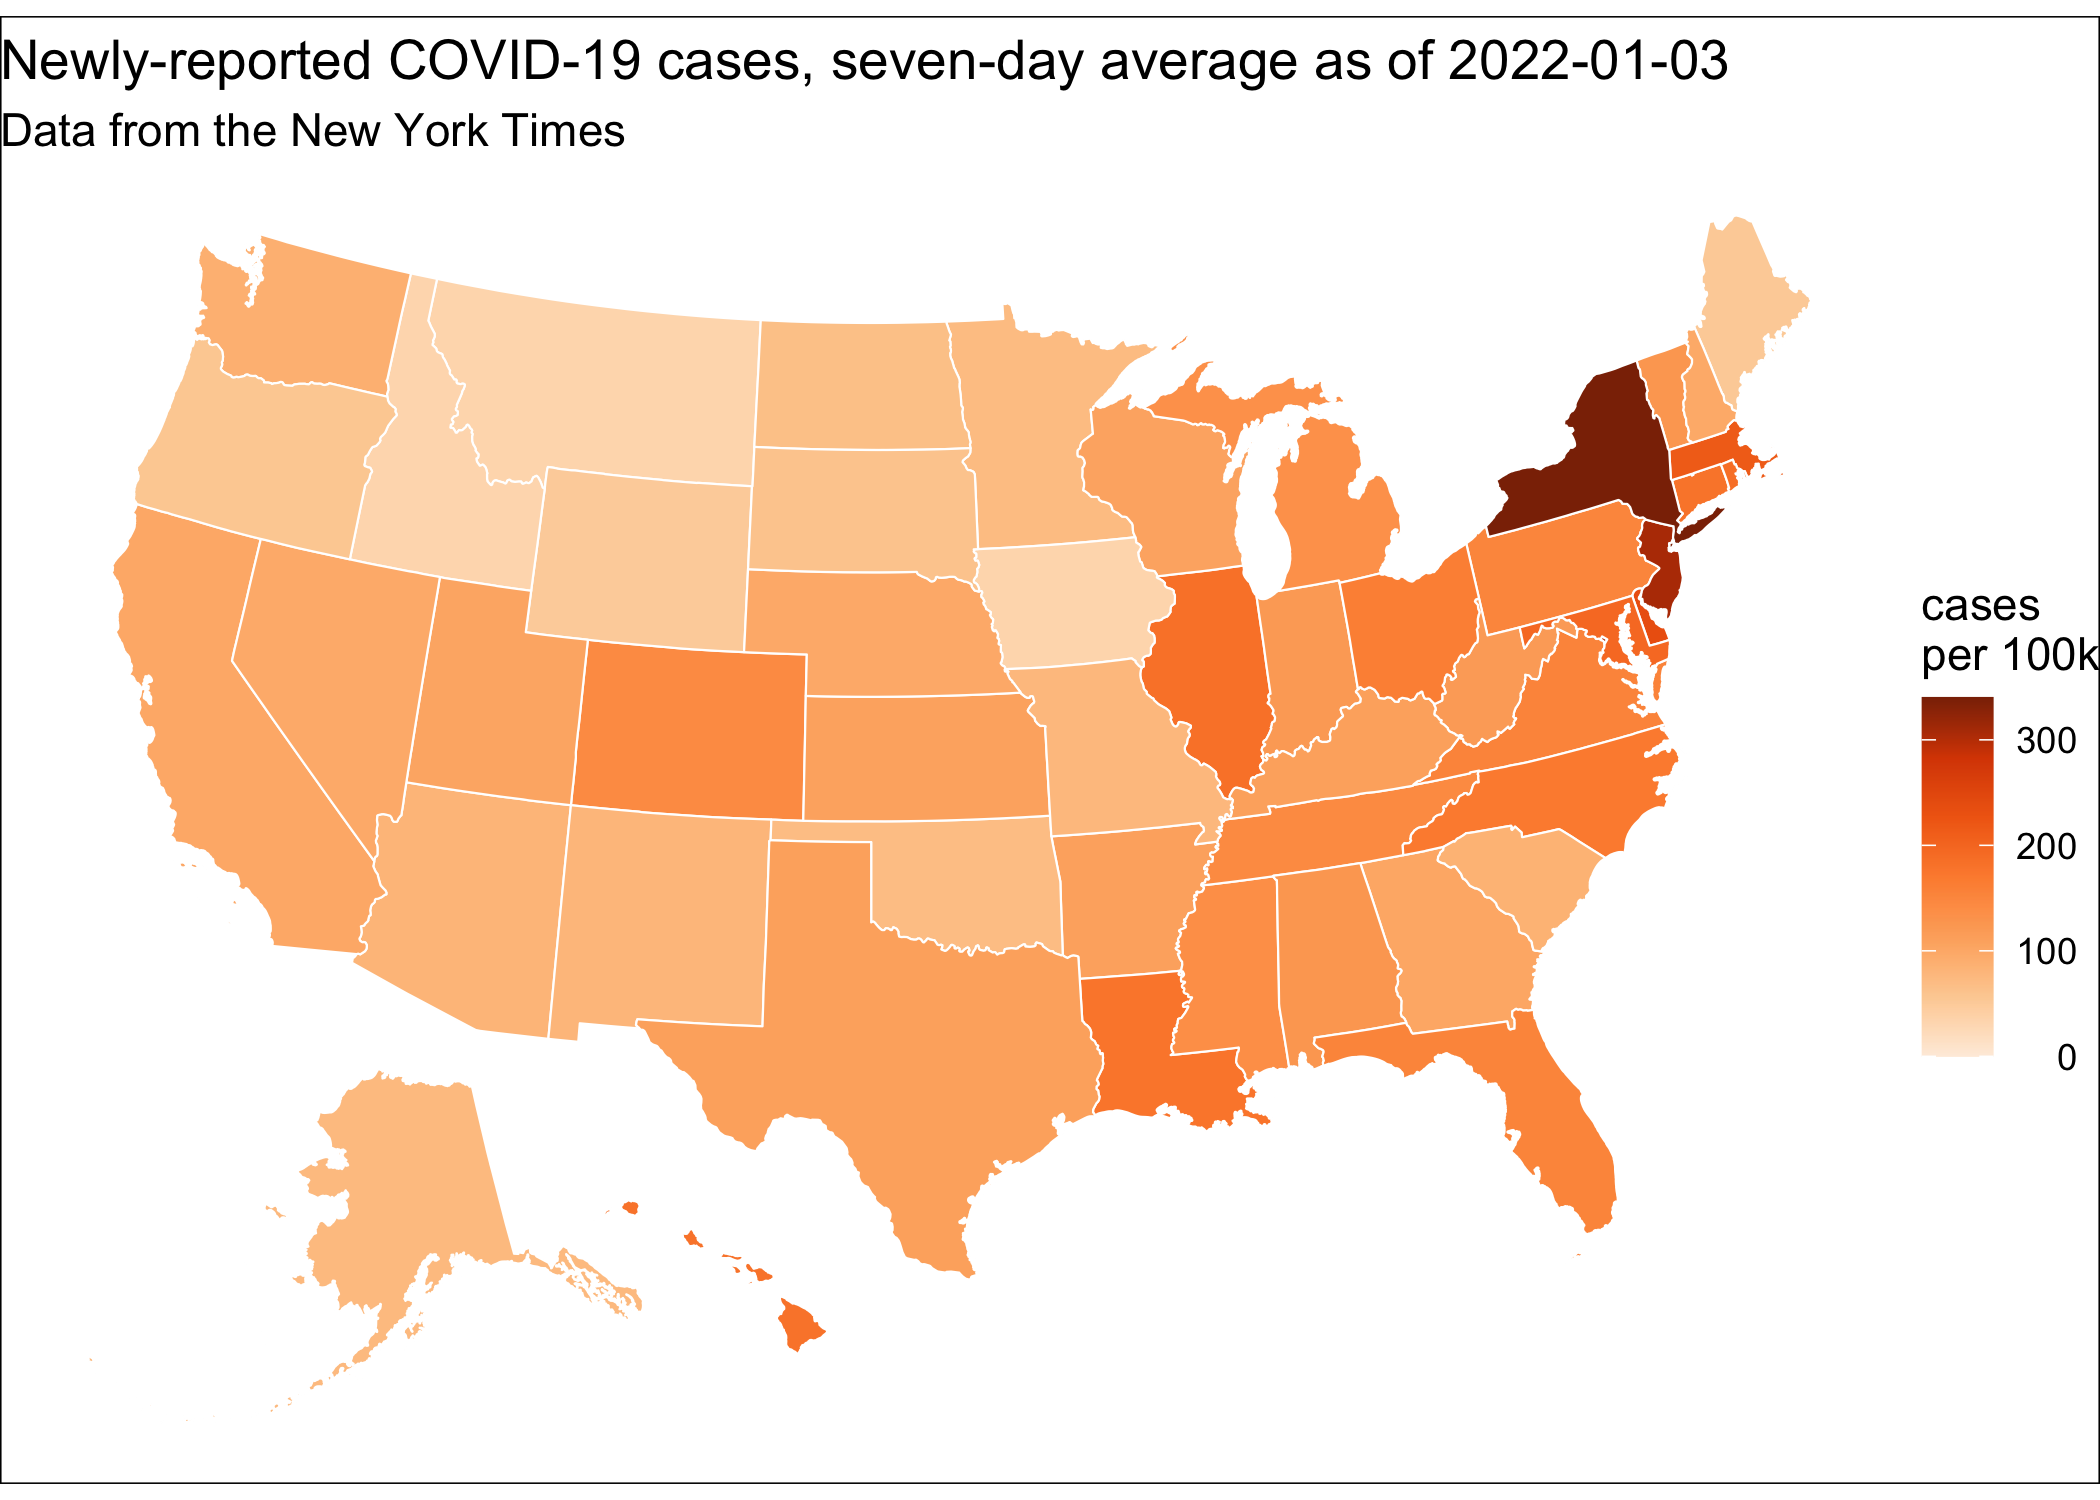 Newly-reported COVID-19 cases, seven-day average as of 2022-01-03
Data from the New York Times
cases
per 100k
300
200
100
0